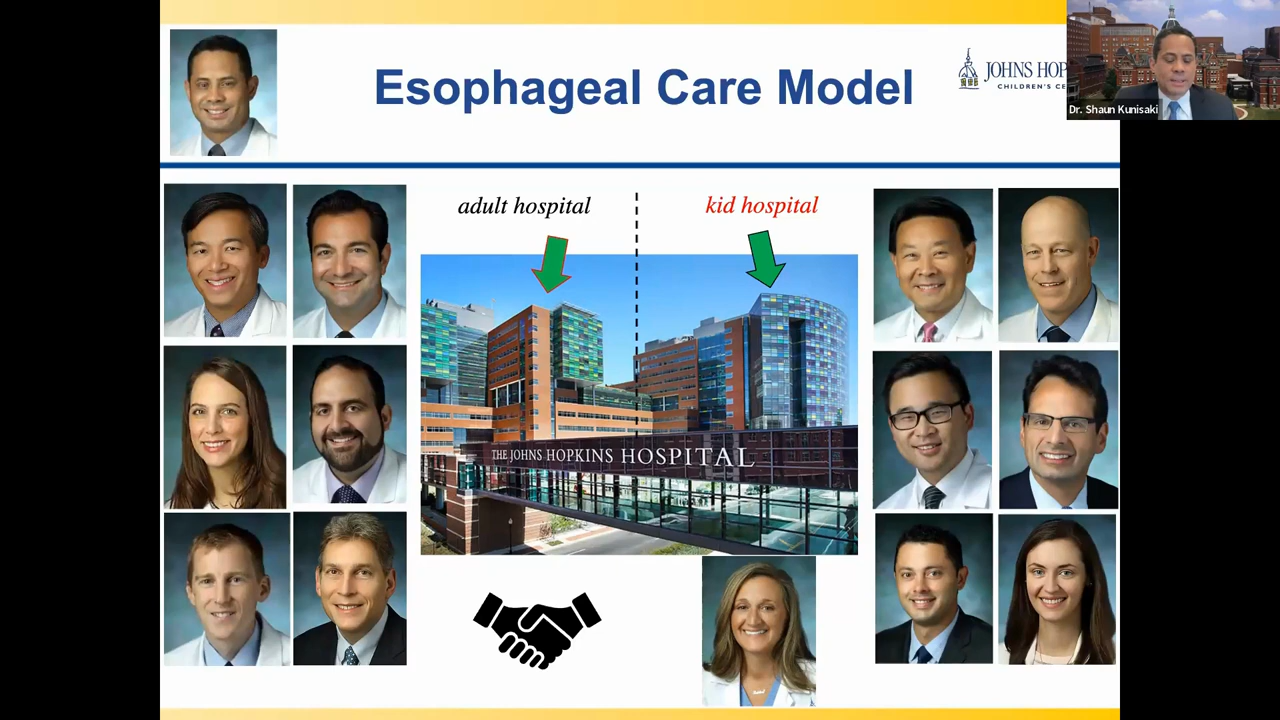 Esophageal Care Model
JOHNS HOP
CHILDREN'S CE
Dr. Shaun Kunisaki
adult hospital
kid hospital
THE JOHNS HOPKINS HOSPITAL